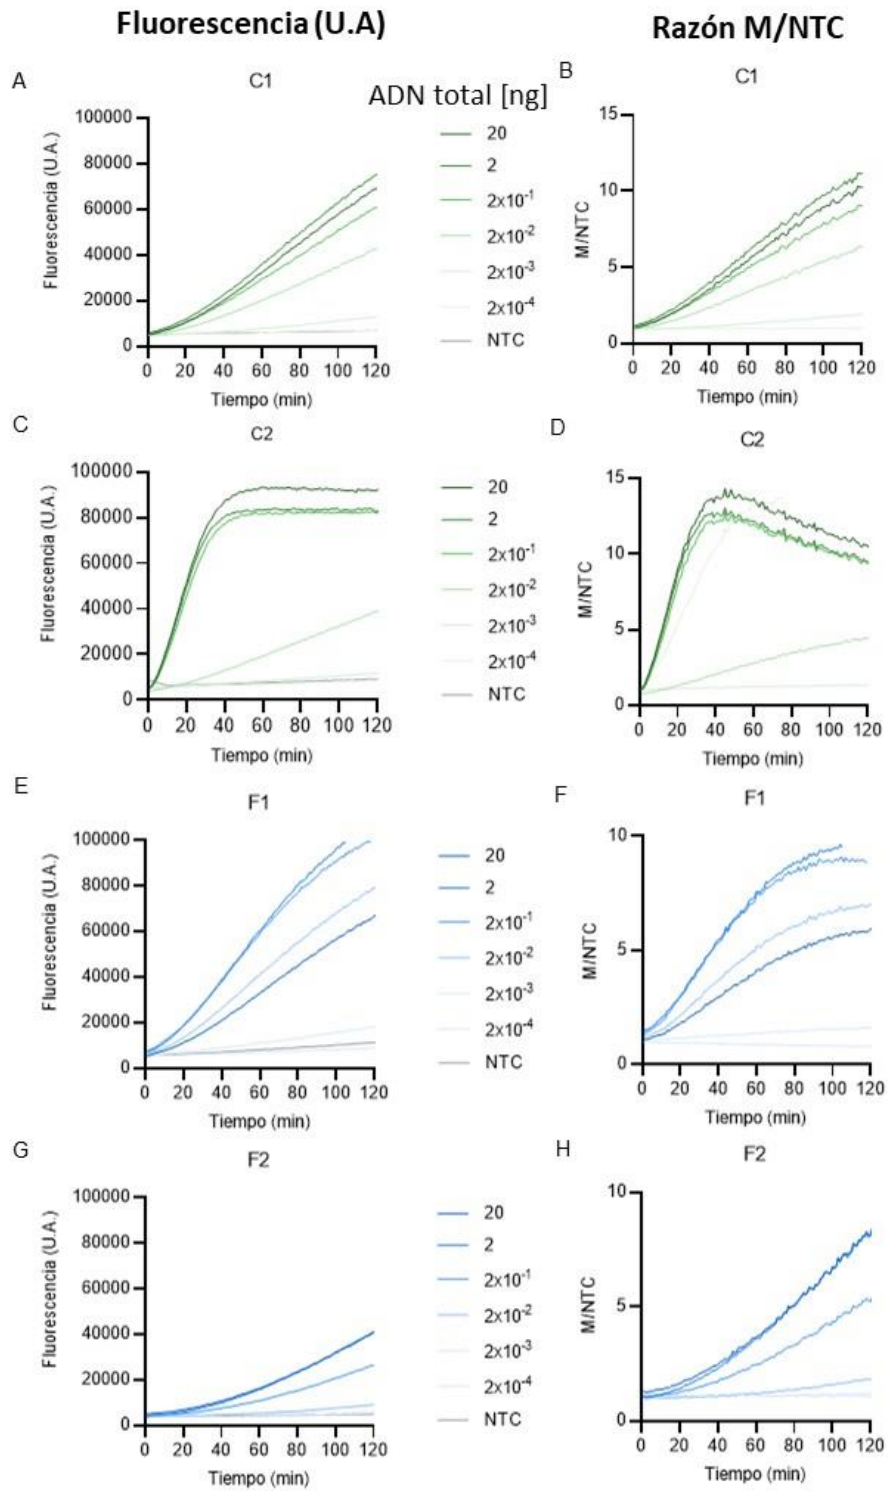 Fluorescencia (U.A)
Razón M/NTC
A
C1
ADN total [ng]
B
C1
Fluorescencia (U.A.)
100000
80000
60000
40000
20000
0
0 20 40 60 80 100 120
Tiempo (min)
20
2
2x10⁻¹
2x10⁻²
2x10⁻³
2x10⁻⁴
NTC
M/NTC
15
10
5
0
0 20 40 60 80 100 120
Tiempo (min)
C
C2
D
C2
Fluorescencia (U.A.)
100000
80000
60000
40000
20000
0
0 20 40 60 80 100 120
Tiempo (min)
20
2
2x10⁻¹
2x10⁻²
2x10⁻³
2x10⁻⁴
NTC
M/NTC
15
10
5
0
0 20 40 60 80 100 120
Tiempo (min)
E
F1
F
F1
Fluorescencia (U.A.)
100000
80000
60000
40000
20000
0
0 20 40 60 80 100 120
Tiempo (min)
20
2
2x10⁻¹
2x10⁻²
2x10⁻³
2x10⁻⁴
NTC
M/NTC
10
5
0
0 20 40 60 80 100 120
Tiempo (min)
G
F2
H
F2
Fluorescencia (U.A.)
100000
80000
60000
40000
20000
0
0 20 40 60 80 100 120
Tiempo (min)
20
2
2x10⁻¹
2x10⁻²
2x10⁻³
2x10⁻⁴
NTC
M/NTC
10
5
0
0 20 40 60 80 100 120
Tiempo (min)